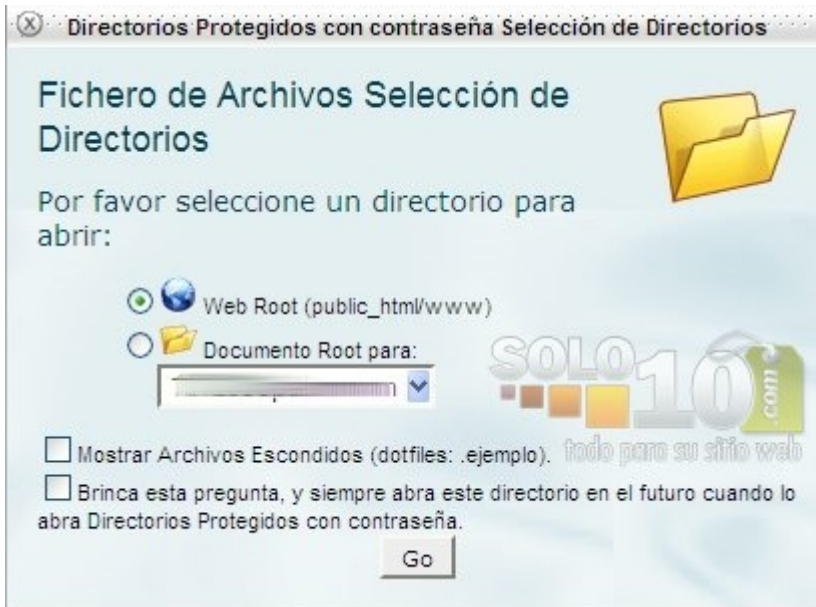 Directorios Protegidos con contraseña Selección de Directorios
Fichero de Archivos Selección de
Directorios
Por favor seleccione un directorio para
abrir:
Web Root (public_html/www)
Documento Root para:
SOLO10.com
todo para su sitio web
Mostrar Archivos Escondidos (dotfiles: .ejemplo).
Brinca esta pregunta, y siempre abra este directorio en el futuro cuando lo
abra Directorios Protegidos con contraseña.
Go